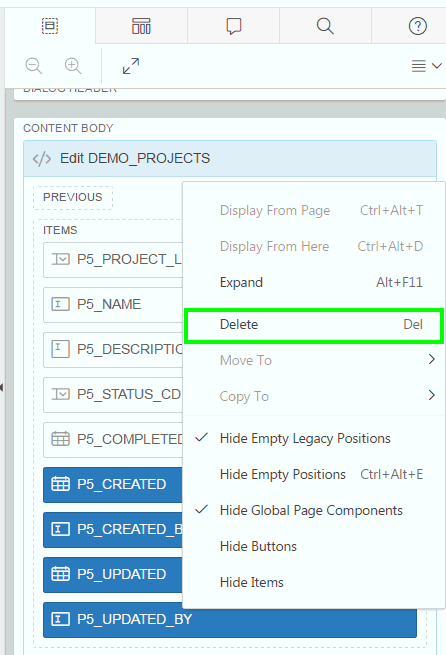 DIALOG HEADER
CONTENT BODY
</> Edit DEMO_PROJECTS
PREVIOUS
ITEMS
P5_PROJECT_L
P5_NAME
P5_DESCRIPTIO
P5_STATUS_CD
P5_COMPLETED
P5_CREATED
P5_CREATED_B
P5_UPDATED
P5_UPDATED_BY
Display From Page Ctrl+Alt+T
Display From Here Ctrl+Alt+D
Expand Alt+F11
Delete Del
Move To
Copy To
Hide Empty Legacy Positions
Hide Empty Positions Ctrl+Alt+E
Hide Global Page Components
Hide Buttons
Hide Items